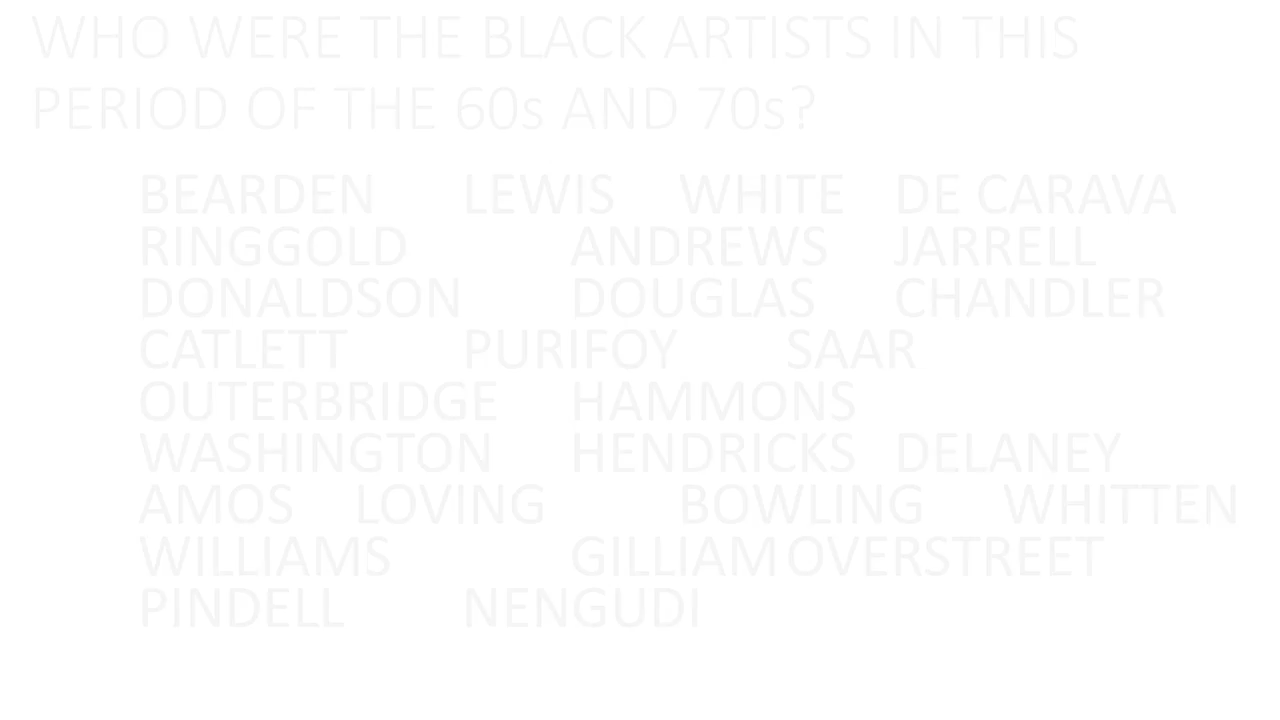 WHO WERE THE BLACK ARTISTS IN THIS
PERIOD OF THE 60s AND 70s?
BEARDEN LEWIS WHITE DE CARAVA
RINGGOLD ANDREWS JARRELL
DONALDSON DOUGLAS CHANDLER
CATLETT PURIFOY SAAR
OUTERBRIDGE HAMMONS
WASHINGTON HENDRICKS DELANEY
AMOS LOVING BOWLING WHITTEN
WILLIAMS GILLIAM OVERSTREET
PINDELL NENGUDI